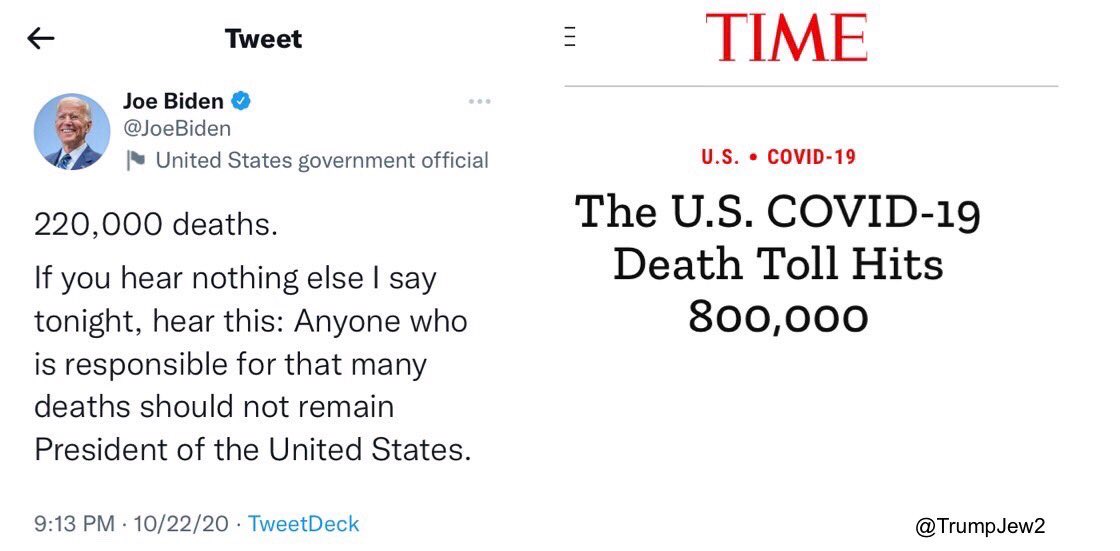 Tweet
Joe Biden
@JoeBiden
United States government official
220,000 deaths.
If you hear nothing else I say
tonight, hear this: Anyone who
is responsible for that many
deaths should not remain
President of the United States.
9:13 PM · 10/22/20 · TweetDeck
TIME
U.S. • COVID-19
The U.S. COVID-19
Death Toll Hits
800,000
@TrumpJew2